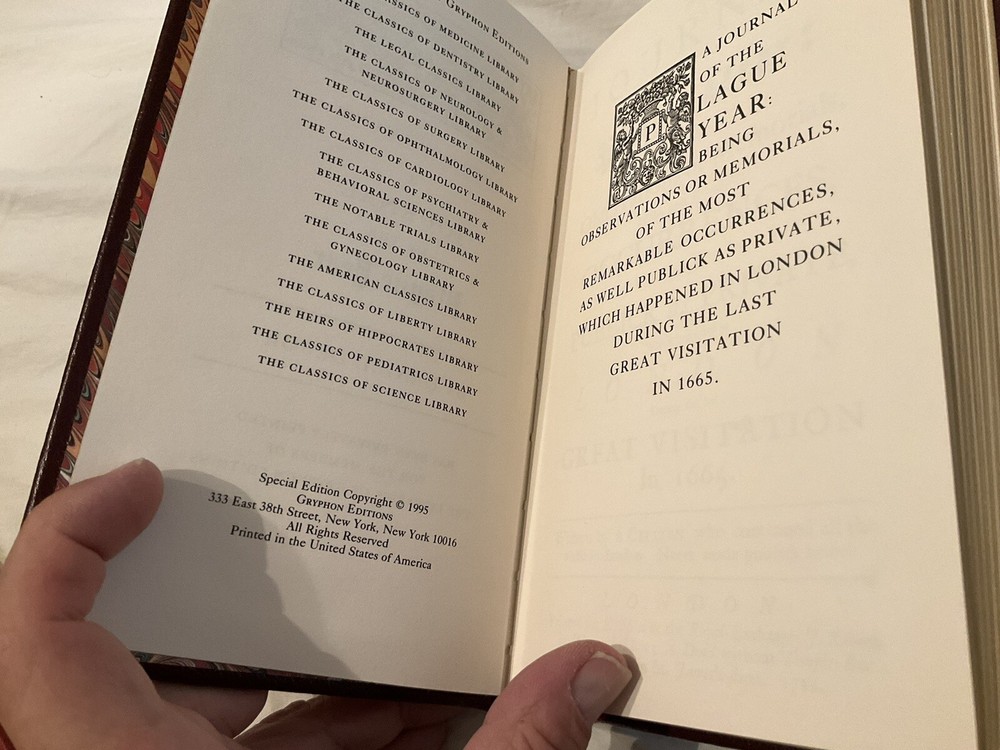 GRYPHON EDITIONS
CLASSICS OF MEDICINE LIBRARY
THE CLASSICS OF DENTISTRY LIBRARY
THE LEGAL CLASSICS LIBRARY
THE CLASSICS OF NEUROLOGY &
NEUROSURGERY LIBRARY
THE CLASSICS OF SURGERY LIBRARY
THE CLASSICS OF OPHTHALMOLOGY LIBRARY
THE CLASSICS OF CARDIOLOGY LIBRARY
THE CLASSICS OF PSYCHIATRY &
BEHAVIORAL SCIENCES LIBRARY
THE NOTABLE TRIALS LIBRARY
THE CLASSICS OF OBSTETRICS &
GYNECOLOGY LIBRARY
THE AMERICAN CLASSICS LIBRARY
THE CLASSICS OF LIBERTY LIBRARY
THE HEIRS OF HIPPOCRATES LIBRARY
THE CLASSICS OF PEDIATRICS LIBRARY
THE CLASSICS OF SCIENCE LIBRARY
Special Edition Copyright © 1995
GRYPHON EDITIONS
333 East 38th Street, New York, New York 10016
All Rights Reserved
Printed in the United States of America
A JOURNAL
OF THE
PLAGUE
YEAR:
BEING
OBSERVATIONS OR MEMORIALS,
OF THE MOST
REMARKABLE OCCURRENCES,
AS WELL PUBLICK AS PRIVATE,
WHICH HAPPENED IN LONDON
DURING THE LAST
GREAT VISITATION
IN 1665.
GREAT VISITATION
In 1665.